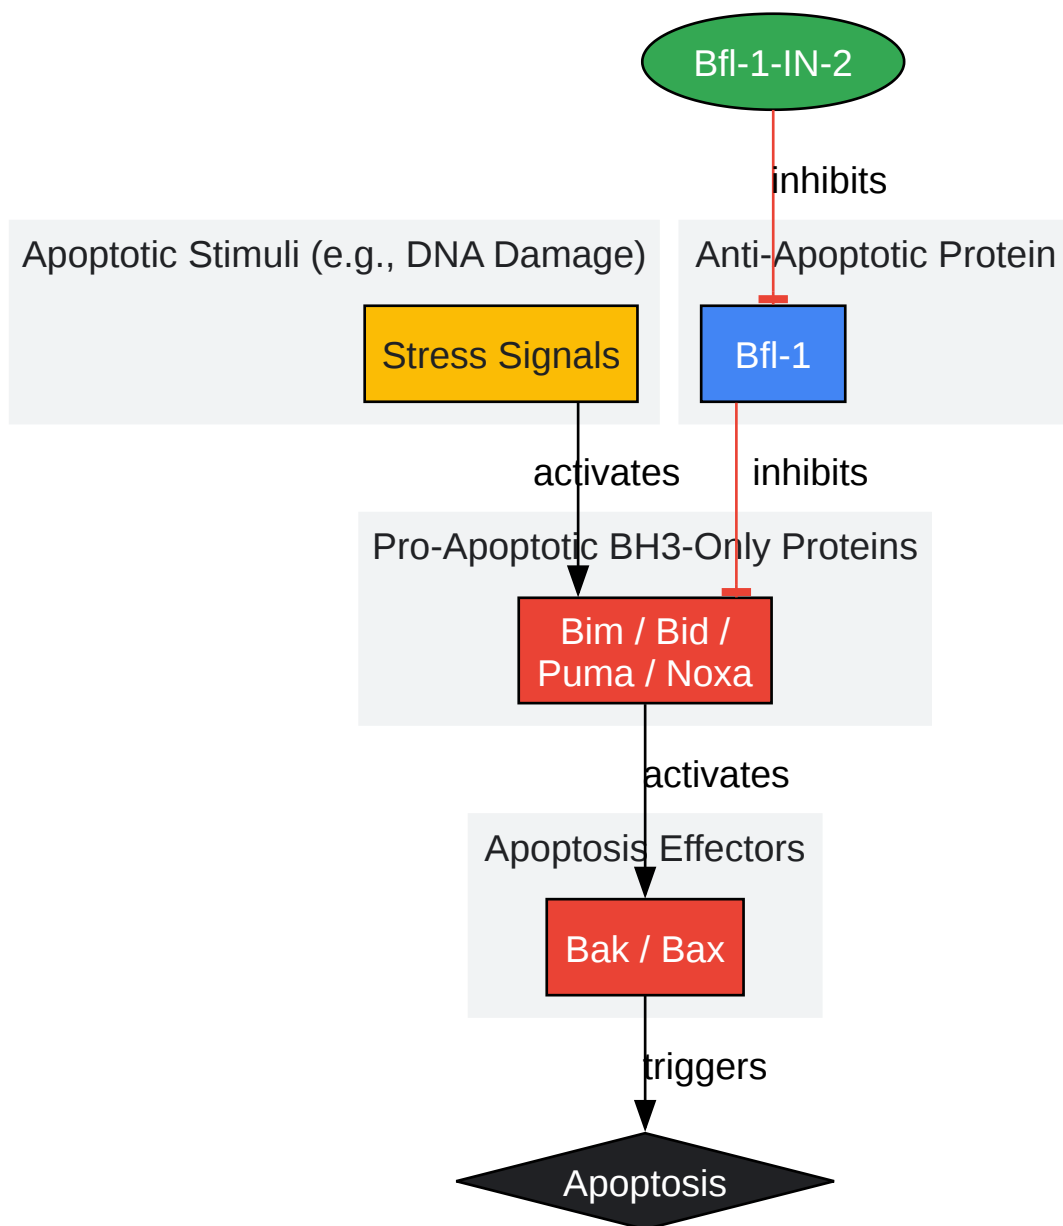 Bfl-1-IN-2
inhibits
Apoptotic Stimuli (e.g., DNA Damage)
Anti-Apoptotic Protein
Stress Signals
Bfl-1
activates
inhibits
Pro-Apoptotic BH3-Only Proteins
Bim / Bid /
Puma / Noxa
activates
Apoptosis Effectors
Bak / Bax
triggers
Apoptosis